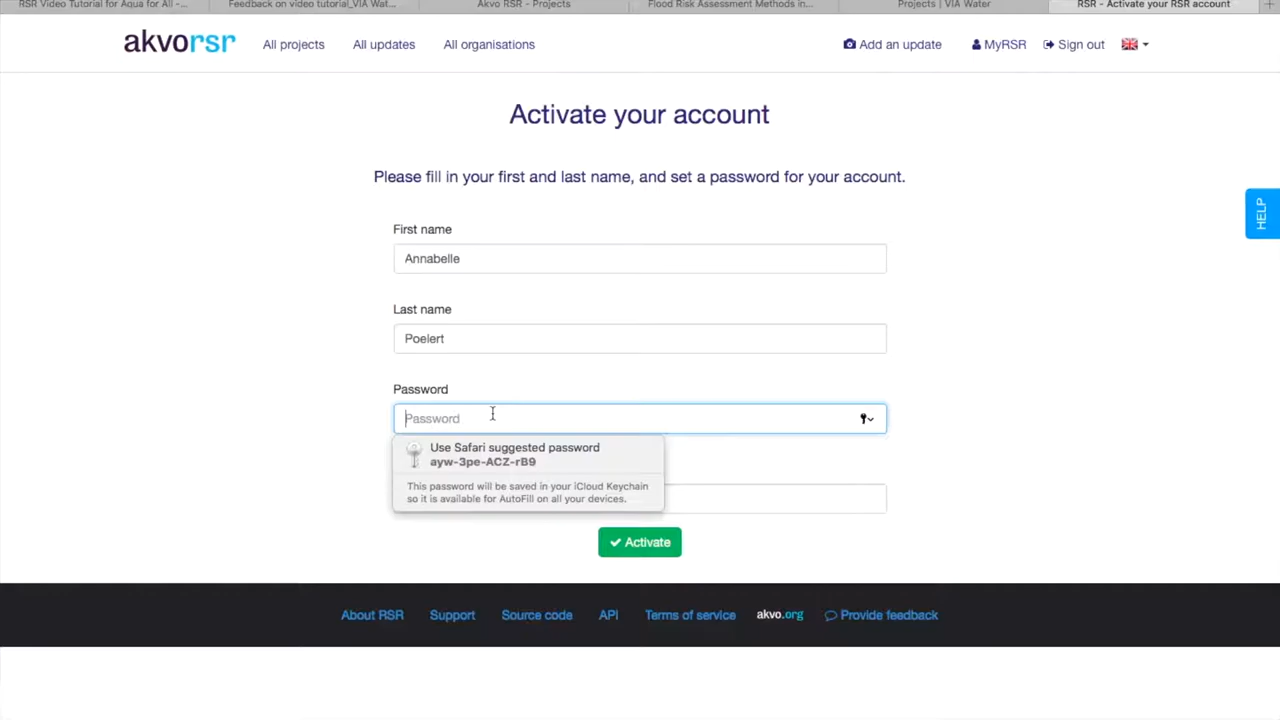 RSR Video Tutorial for Aqua for All -...
Feedback on video tutorial_VIA Wat...
Akvo RSR - Projects
Flood Risk Assessment Methods in...
Projects | VIA Water
RSR - Activate your RSR account
akvorsr
All projects
All updates
All organisations
Add an update
MyRSR
Sign out
Activate your account
Please fill in your first and last name, and set a password for your account.
HELP
First name
Annabelle
Last name
Poelert
Password
Password
Use Safari suggested password
ayw-3pe-ACZ-rB9
This password will be saved in your iCloud Keychain
so it is available for AutoFill on all your devices.
Activate
About RSR
Support
Source code
API
Terms of service
akvo.org
Provide feedback